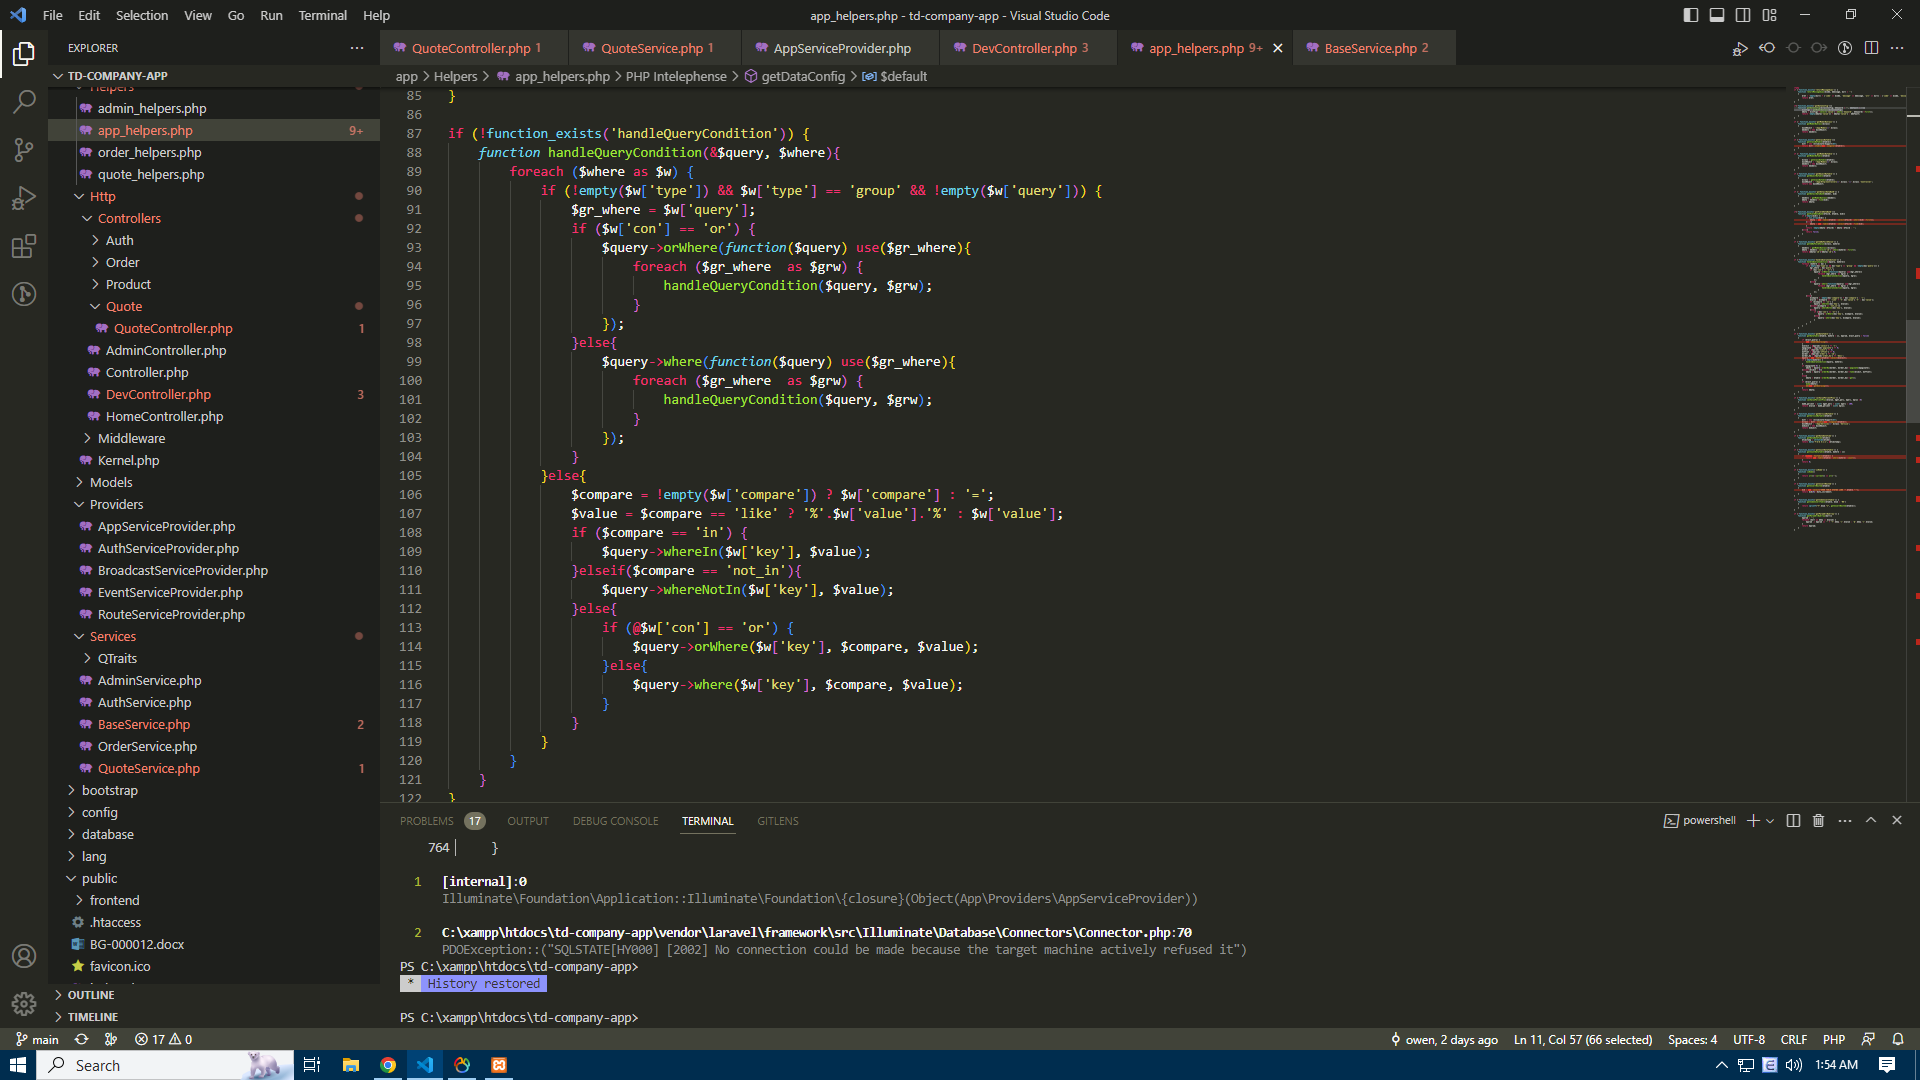 File Edit Selection View Go Run Terminal Help
app_helpers.php - td-company-app - Visual Studio Code
EXPLORER
TD-COMPANY-APP
Helpers
admin_helpers.php
app_helpers.php 9+
order_helpers.php
quote_helpers.php
Http
Controllers
Auth
Order
Product
Quote
QuoteController.php 1
AdminController.php
Controller.php
DevController.php 3
HomeController.php
Middleware
Kernel.php
Models
Providers
AppServiceProvider.php
AuthServiceProvider.php
BroadcastServiceProvider.php
EventServiceProvider.php
RouteServiceProvider.php
Services
QTraits
AdminService.php
AuthService.php
BaseService.php 2
OrderService.php
QuoteService.php 1
bootstrap
config
database
lang
public
frontend
.htaccess
BG-000012.docx
favicon.ico
OUTLINE
TIMELINE
QuoteController.php 1 QuoteService.php 1 AppServiceProvider.php DevController.php 3 app_helpers.php 9+ BaseService.php 2
app > Helpers > app_helpers.php > PHP Intelephense > getDataConfig > $default
85 }
86
87 if (!function_exists('handleQueryCondition')) {
88 function handleQueryCondition(&$query, $where){
89 foreach ($where as $w) {
90 if (!empty($w['type']) && $w['type'] == 'group' && !empty($w['query'])) {
91 $gr_where = $w['query'];
92 if ($w['con'] == 'or') {
93 $query->orWhere(function($query) use($gr_where){
94 foreach ($gr_where  as $grw) {
95 handleQueryCondition($query, $grw);
96 }
97 });
98 }else{
99 $query->where(function($query) use($gr_where){
100 foreach ($gr_where  as $grw) {
101 handleQueryCondition($query, $grw);
102 }
103 });
104 }
105 }else{
106 $compare = !empty($w['compare']) ? $w['compare'] : '=';
107 $value = $compare == 'like' ? '%'.$w['value'].'%' : $w['value'];
108 if ($compare == 'in') {
109 $query->whereIn($w['key'], $value);
110 }elseif($compare == 'not_in'){
111 $query->whereNotIn($w['key'], $value);
112 }else{
113 if (@$w['con'] == 'or') {
114 $query->orWhere($w['key'], $compare, $value);
115 }else{
116 $query->where($w['key'], $compare, $value);
117 }
118 }
119 }
120 }
121 }
122 }
PROBLEMS 17 OUTPUT DEBUG CONSOLE TERMINAL GITLENS
powershell
764 }
1 [internal]:0
Illuminate\Foundation\Application::Illuminate\Foundation\{closure}(Object(App\Providers\AppServiceProvider))
2 C:\xampp\htdocs\td-company-app\vendor\laravel\framework\src\Illuminate\Database\Connectors\Connector.php:70
PDOException::("SQLSTATE[HY000] [2002] No connection could be made because the target machine actively refused it")
PS C:\xampp\htdocs\td-company-app>
* History restored
PS C:\xampp\htdocs\td-company-app>
main 17 0
owen, 2 days ago Ln 11, Col 57 (66 selected) Spaces: 4 UTF-8 CRLF PHP
Search
1:54 AM